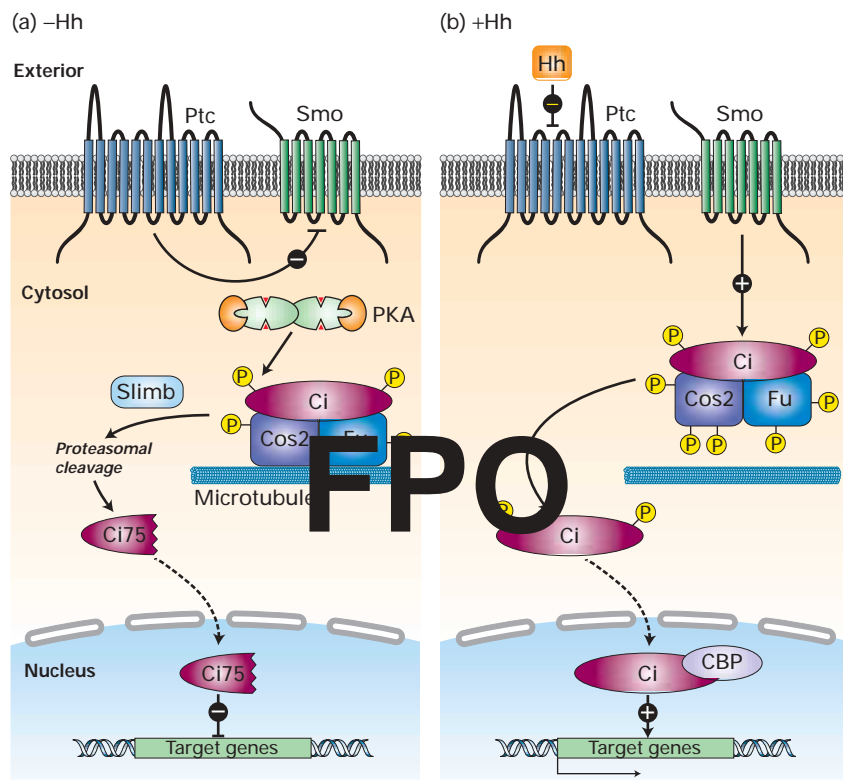 (a) –Hh
Exterior
Ptc
Smo
Cytosol
PKA
Slimb
P
P
Ci
P
Cos2
Fu
P
Proteasomal
cleavage
Microtubule
Ci75
Nucleus
Ci75
Target genes
(b) +Hh
Hh
Ptc
Smo
P
P
Ci
P
Cos2
Fu
P
P
P
P
P
P
Ci
CBP
Ci
Target genes
FPO